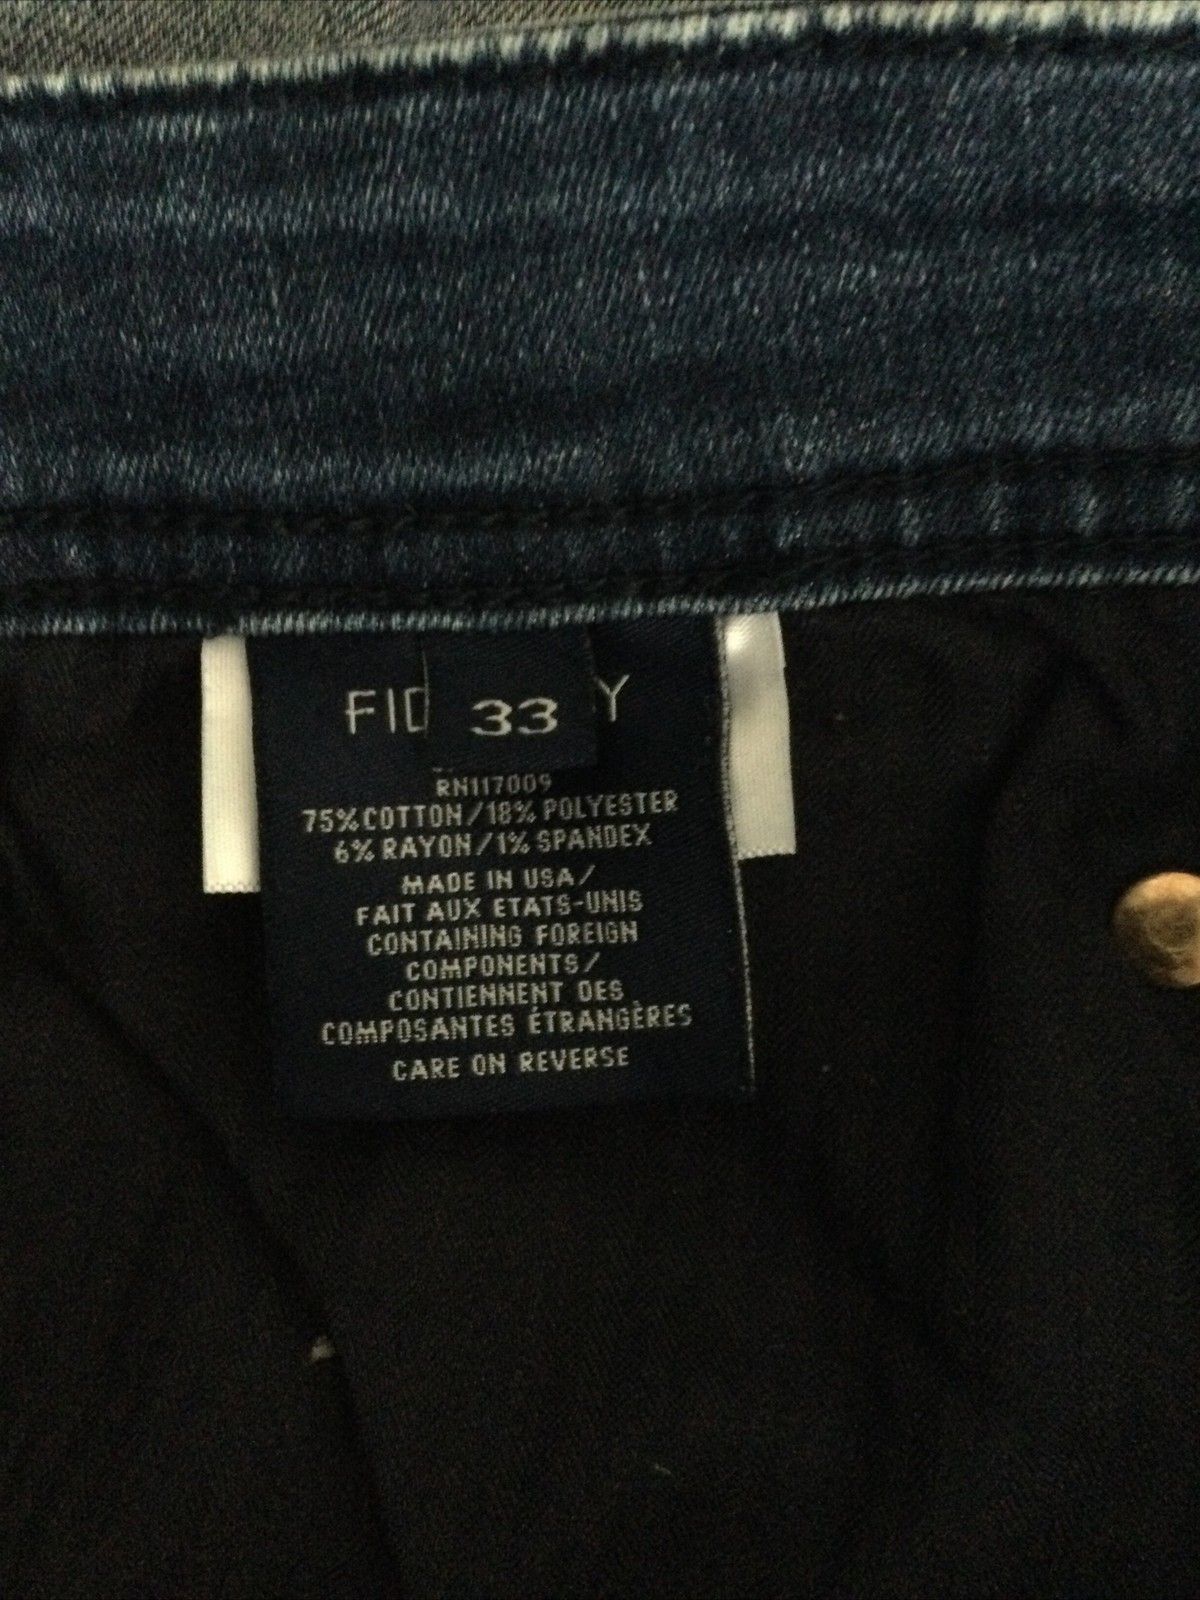 FID 33 Y
RN117009
75%COTTON/18% POLYESTER
6% RAYON/1% SPANDEX
MADE IN USA/
FAIT AUX ETATS-UNIS
CONTAINING FOREIGN
COMPONENTS/
CONTIENNENT DES
COMPOSANTES ÉTRANGÈRES
CARE ON REVERSE